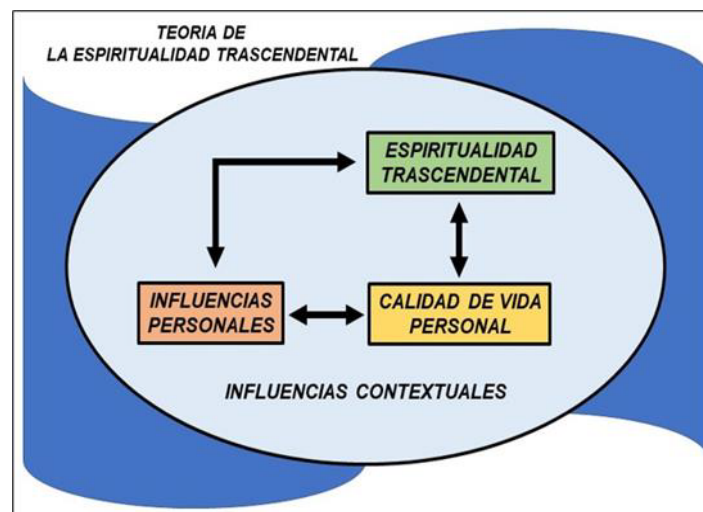 TEORIA DE
LA ESPIRITUALIDAD TRASCENDENTAL
ESPIRITUALIDAD
TRASCENDENTAL
INFLUENCIAS
PERSONALES
CALIDAD DE VIDA
PERSONAL
INFLUENCIAS CONTEXTUALES